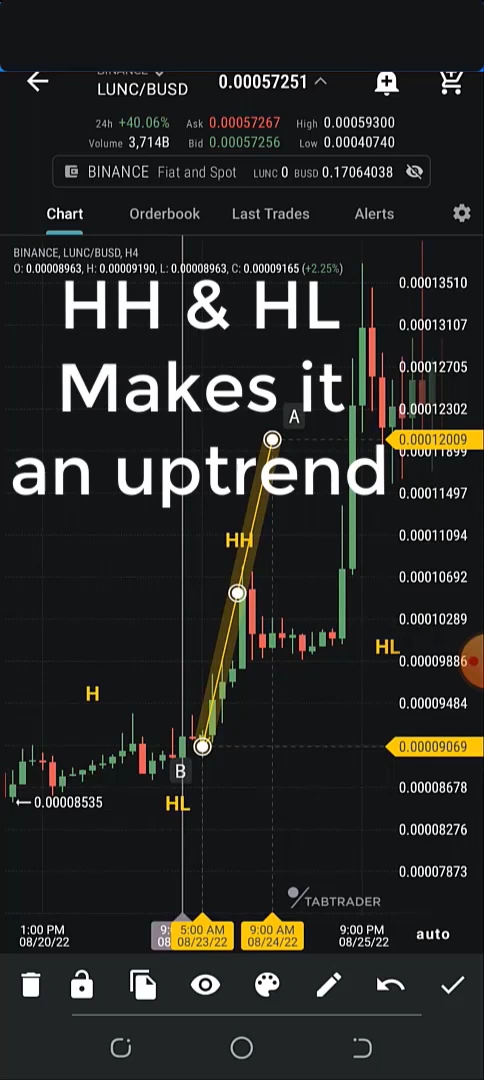 LUNC/BUSD
0.00057251
24h +40.06% Ask 0.00057267 High 0.00059300
Volume 3,714B Bid 0.00057256 Low 0.00040740
BINANCE Fiat and Spot LUNC 0 BUSD 0.17064038
Chart Orderbook Last Trades Alerts
BINANCE, LUNC/BUSD, H4
O: 0.00008963, H: 0.00009190, L: 0.00008963, C: 0.00009165 (+2.25%)
HH & HL
Makes it
an uptrend
0.00013510
0.00013107
0.00012705
0.00012302
A
0.00012009
0.00011899
0.00011497
HH
0.00011094
0.00010692
0.00010289
HL
0.00009886
H
0.00009484
0.00009069
B
0.00008678
HL
0.00008535
0.00008276
0.00007873
TABTRADER
1:00 PM
08/20/22
5:00 AM
08/23/22
9:00 AM
08/24/22
9:00 PM
08/25/22
auto